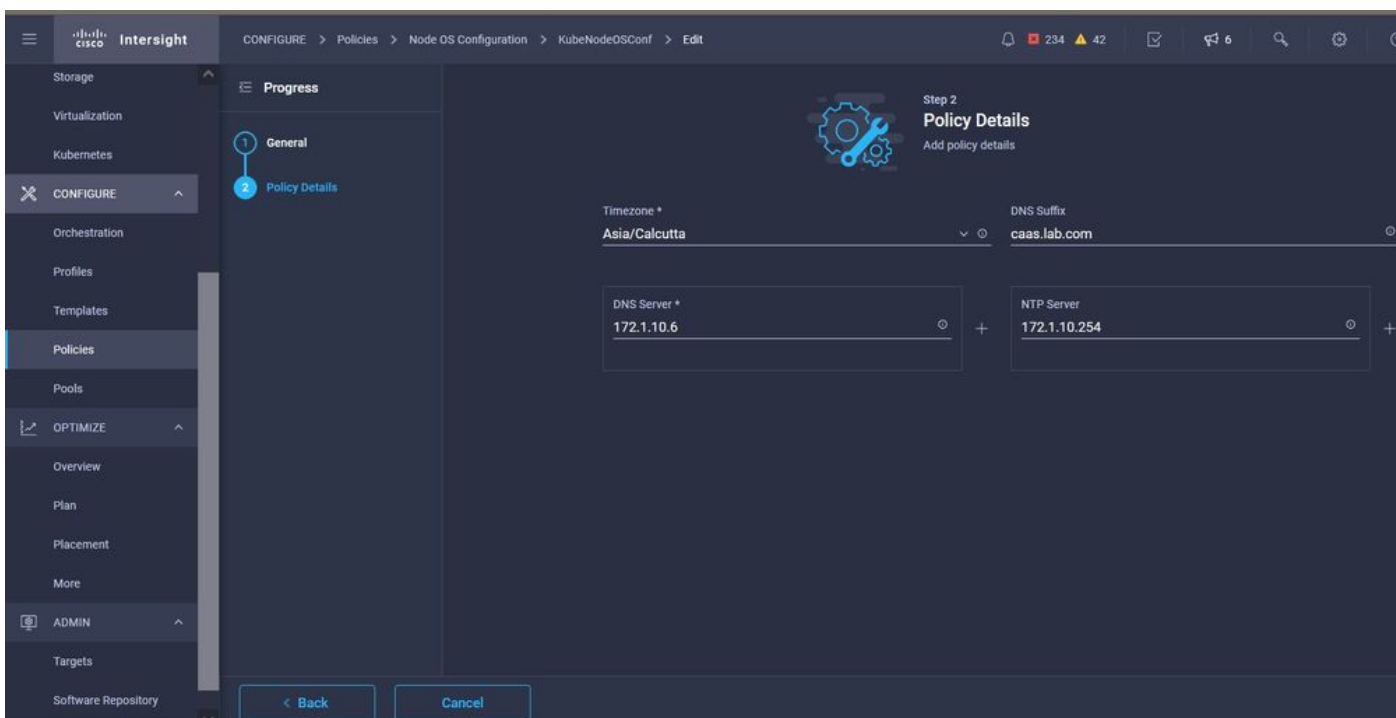 cisco Intersight
CONFIGURE > Policies > Node OS Configuration > KubeNodeOSConf > Edit
234 42 6
Storage
Virtualization
Kubernetes
CONFIGURE
Orchestration
Profiles
Templates
Policies
Pools
OPTIMIZE
Overview
Plan
Placement
More
ADMIN
Targets
Software Repository
Progress
1 General
2 Policy Details
Step 2
Policy Details
Add policy details
Timezone *
Asia/Calcutta
DNS Suffix
caas.lab.com
DNS Server *
172.1.10.6
+
NTP Server
172.1.10.254
+
< Back
Cancel